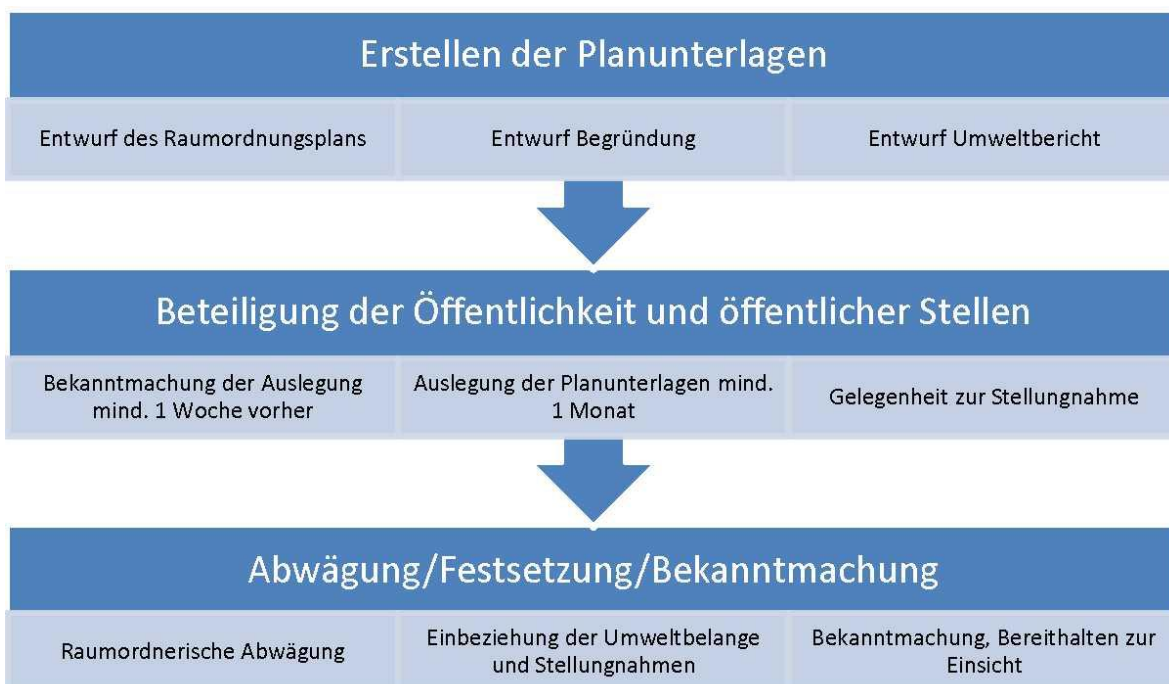 Erstellen der Planunterlagen
Entwurf des Raumordnungsplans
Entwurf Begründung
Entwurf Umweltbericht
Beteiligung der Öffentlichkeit und öffentlicher Stellen
Bekanntmachung der Auslegung
mind. 1 Woche vorher
Auslegung der Planunterlagen mind.
1 Monat
Gelegenheit zur Stellungnahme
Abwägung/Festsetzung/Bekanntmachung
Raumordnerische Abwägung
Einbeziehung der Umweltbelange
und Stellungnahmen
Bekanntmachung, Bereithalten zur
Einsicht